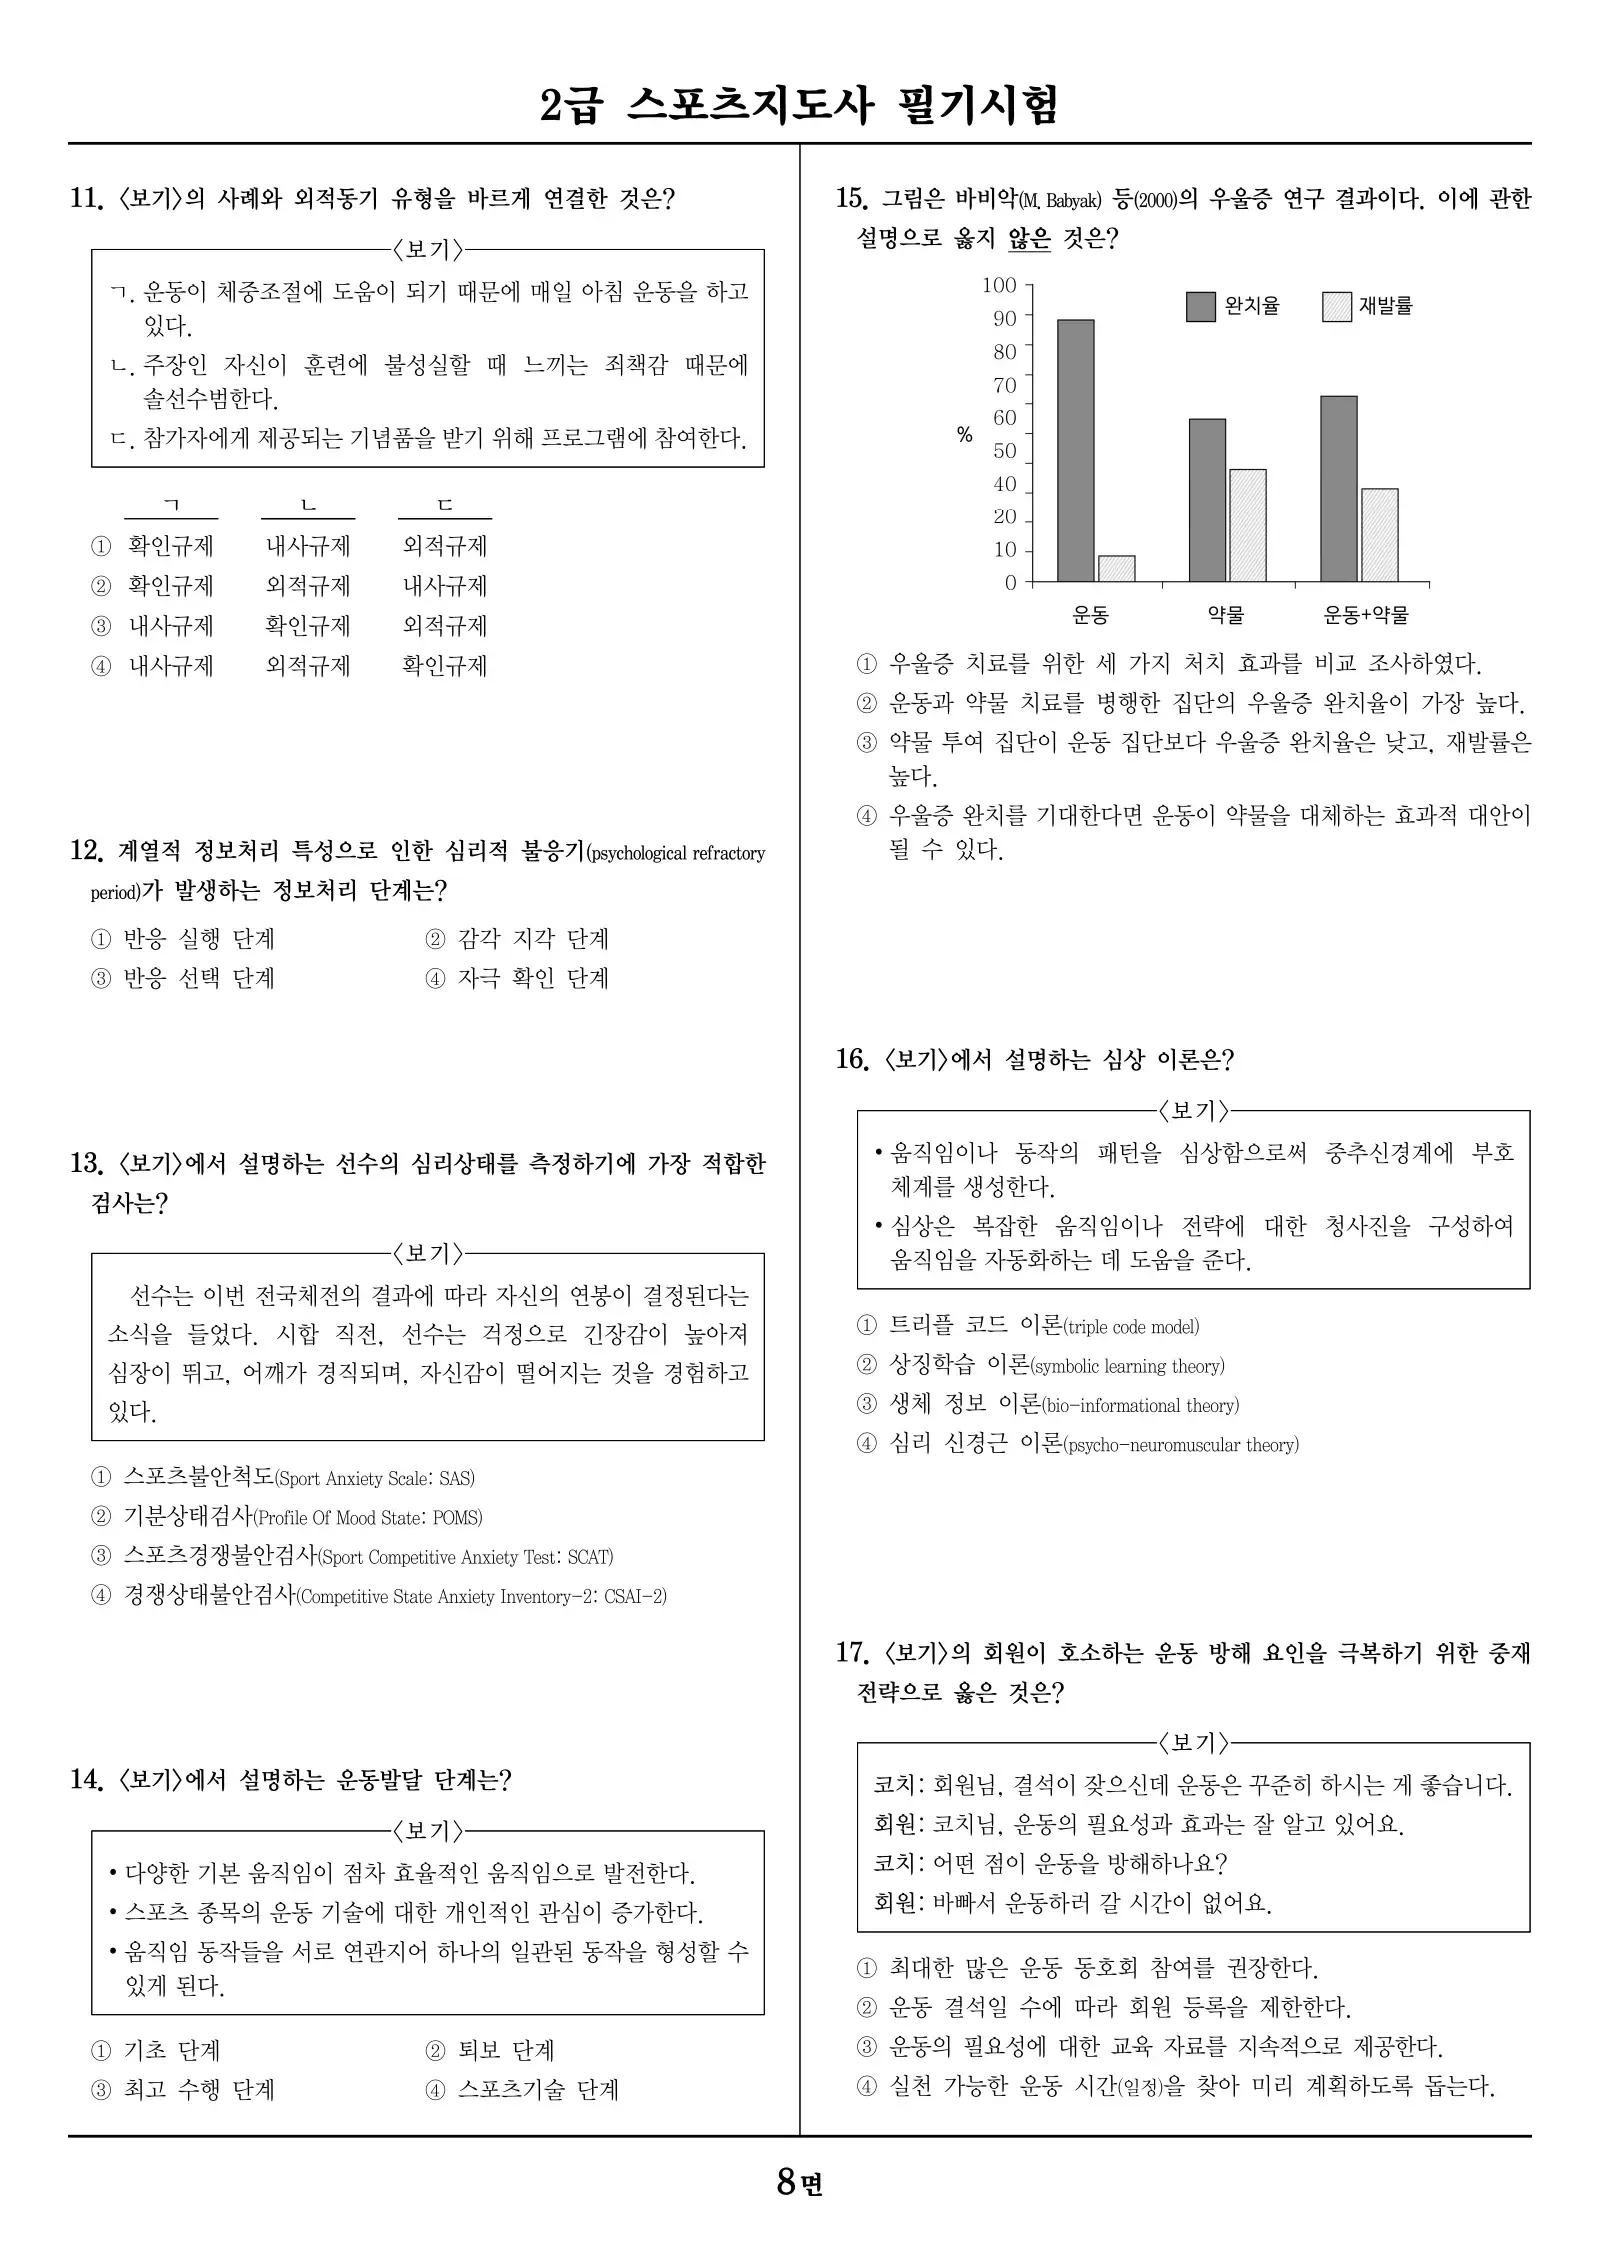 2급 스포츠지도사 필기시험
11. 〈보기〉의 사례와 외적동기 유형을 바르게 연결한 것은?
〈보기〉
ㄱ. 운동이 체중조절에 도움이 되기 때문에 매일 아침 운동을 하고
있다.
ㄴ. 주장인 자신이 훈련에 불성실할 때 느끼는 죄책감 때문에
솔선수범한다.
ㄷ. 참가자에게 제공되는 기념품을 받기 위해 프로그램에 참여한다.
ㄱ ㄴ ㄷ
① 확인규제 내사규제 외적규제
② 확인규제 외적규제 내사규제
③ 내사규제 확인규제 외적규제
④ 내사규제 외적규제 확인규제
12. 계열적 정보처리 특성으로 인한 심리적 불응기(psychological refractory
period)가 발생하는 정보처리 단계는?
① 반응 실행 단계 ② 감각 지각 단계
③ 반응 선택 단계 ④ 자극 확인 단계
13. 〈보기〉에서 설명하는 선수의 심리상태를 측정하기에 가장 적합한
검사는?
〈보기〉
선수는 이번 전국체전의 결과에 따라 자신의 연봉이 결정된다는
소식을 들었다. 시합 직전, 선수는 걱정으로 긴장감이 높아져
심장이 뛰고, 어깨가 경직되며, 자신감이 떨어지는 것을 경험하고
있다.
① 스포츠불안척도(Sport Anxiety Scale: SAS)
② 기분상태검사(Profile Of Mood State: POMS)
③ 스포츠경쟁불안검사(Sport Competitive Anxiety Test: SCAT)
④ 경쟁상태불안검사(Competitive State Anxiety Inventory-2: CSAI-2)
14. 〈보기〉에서 설명하는 운동발달 단계는?
〈보기〉
• 다양한 기본 움직임이 점차 효율적인 움직임으로 발전한다.
• 스포츠 종목의 운동 기술에 대한 개인적인 관심이 증가한다.
• 움직임 동작들을 서로 연관지어 하나의 일관된 동작을 형성할 수
있게 된다.
① 기초 단계 ② 퇴보 단계
③ 최고 수행 단계 ④ 스포츠기술 단계
15. 그림은 바비악(M. Babyak) 등(2000)의 우울증 연구 결과이다. 이에 관한
설명으로 옳지 않은 것은?
완치율 재발률
%
100
90
80
70
60
50
40
20
10
0
운동 약물 운동+약물
① 우울증 치료를 위한 세 가지 처치 효과를 비교 조사하였다.
② 운동과 약물 치료를 병행한 집단의 우울증 완치율이 가장 높다.
③ 약물 투여 집단이 운동 집단보다 우울증 완치율은 낮고, 재발률은
높다.
④ 우울증 완치를 기대한다면 운동이 약물을 대체하는 효과적 대안이
될 수 있다.
16. 〈보기〉에서 설명하는 심상 이론은?
〈보기〉
• 움직임이나 동작의 패턴을 심상함으로써 중추신경계에 부호
체계를 생성한다.
• 심상은 복잡한 움직임이나 전략에 대한 청사진을 구성하여
움직임을 자동화하는 데 도움을 준다.
① 트리플 코드 이론(triple code model)
② 상징학습 이론(symbolic learning theory)
③ 생체 정보 이론(bio-informational theory)
④ 심리 신경근 이론(psycho-neuromuscular theory)
17. 〈보기〉의 회원이 호소하는 운동 방해 요인을 극복하기 위한 중재
전략으로 옳은 것은?
〈보기〉
코치: 회원님, 결석이 잦으신데 운동은 꾸준히 하시는 게 좋습니다.
회원: 코치님, 운동의 필요성과 효과는 잘 알고 있어요.
코치: 어떤 점이 운동을 방해하나요?
회원: 바빠서 운동하러 갈 시간이 없어요.
① 최대한 많은 운동 동호회 참여를 권장한다.
② 운동 결석일 수에 따라 회원 등록을 제한한다.
③ 운동의 필요성에 대한 교육 자료를 지속적으로 제공한다.
④ 실천 가능한 운동 시간(일정)을 찾아 미리 계획하도록 돕는다.
8면